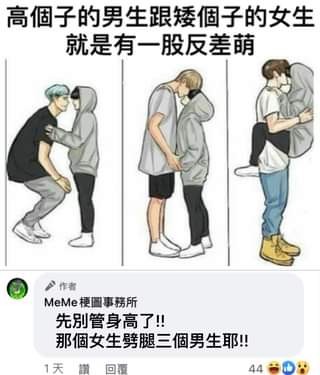 高個子的男生跟矮個子的女生
就是有一股反差萌
作者
MeMe梗圖事務所
先別管身高了!!
那個女生劈腿三個男生耶!!
1天 讚 回覆 44